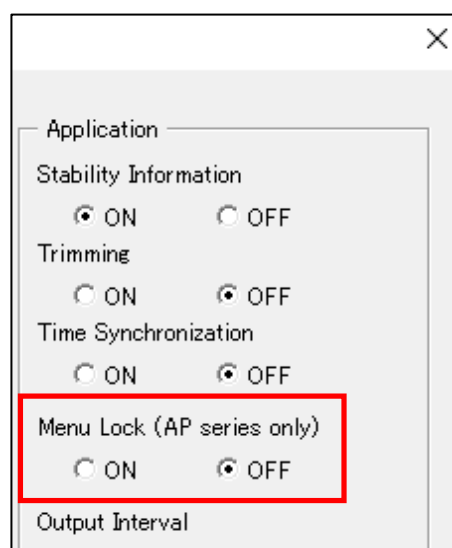 Application
Stability Information
ON OFF
Trimming
ON OFF
Time Synchronization
ON OFF
Menu Lock (AP series only)
ON OFF
Output Interval